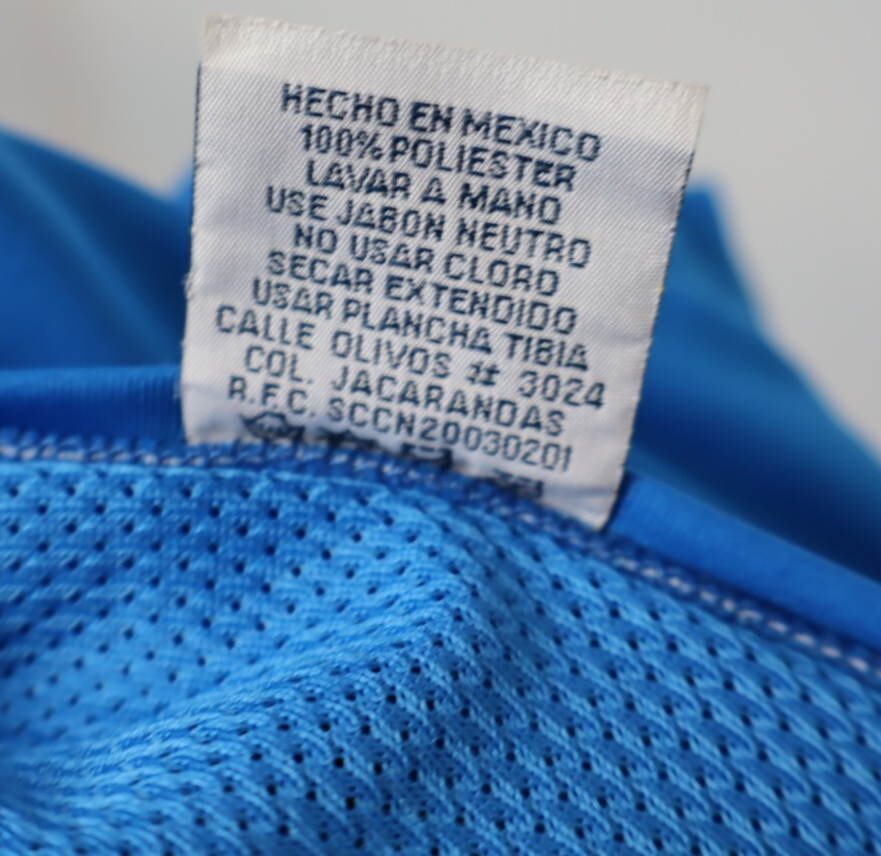 HECHO EN MEXICO
100% POLIESTER
LAVAR A MANO
USE JABON NEUTRO
NO USAR CLORO
SECAR EXTENDIDO
USAR PLANCHA TIBIA
CALLE OLIVOS # 3024
COL. JACARANDAS
R.F.C. SCCN20030201